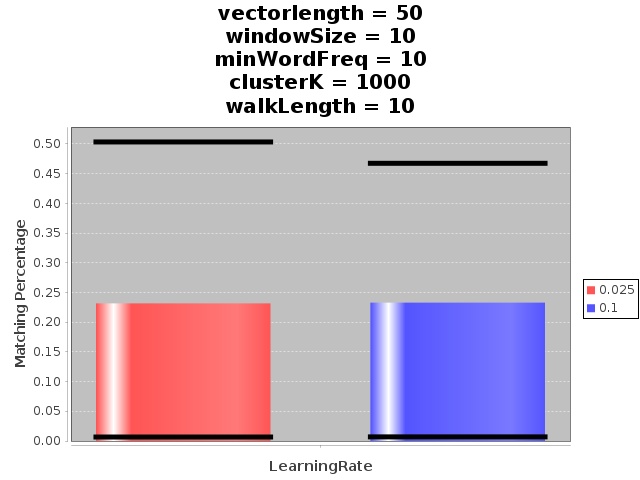 vectorlength = 50
windowSize = 10
minWordFreq = 10
clusterK = 1000
walkLength = 10
Matching Percentage
0.50
0.45
0.40
0.35
0.30
0.25
0.20
0.15
0.10
0.05
0.00
LearningRate
0.025
0.1